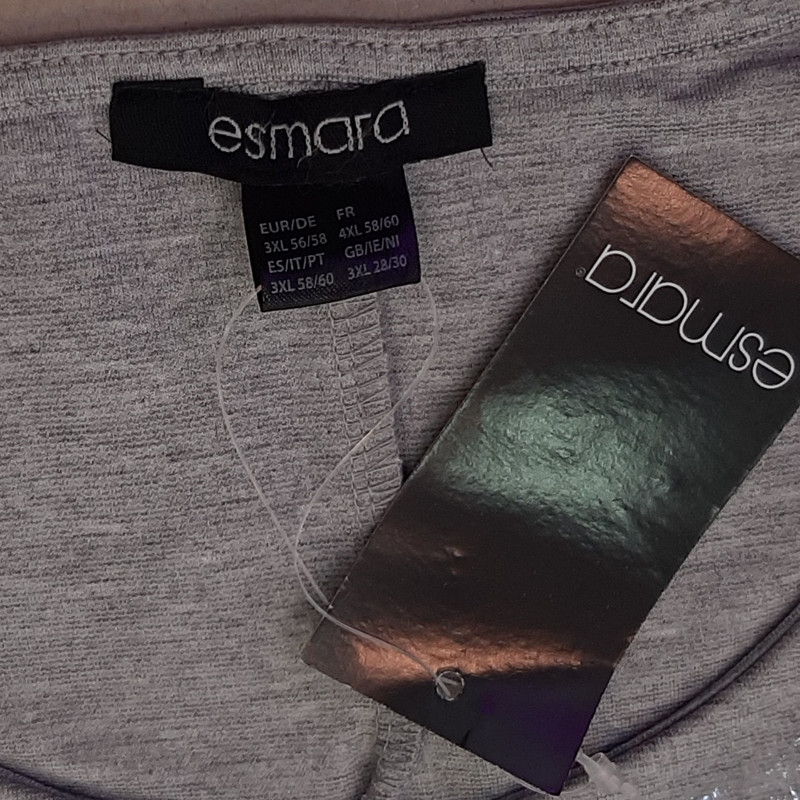 esmara
EUR/DE FR
3XL 56/58 4XL 58/60
ES/IT/PT GB/IE/NI
3XL 58/60 3XL 28/30
esmara®